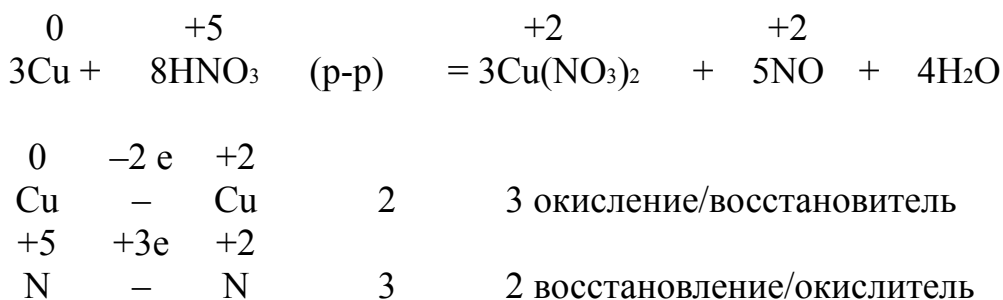 0 +5 +2 +2
3Cu + 8HNO₃ (р-р) = 3Cu(NO₃)₂ + 5NO + 4H₂O
0 –2 e +2
Cu – Cu 2 3 окисление/восстановитель
+5 +3e +2
N – N 3 2 восстановление/окислитель